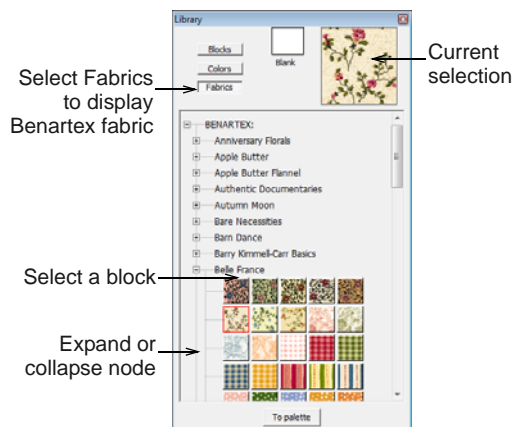 Library
Blocks
Colors
Fabrics
Blank
Current
selection
Select Fabrics
to display
Benartex fabric
BENARTEX:
Anniversary Florals
Apple Butter
Apple Butter Flannel
Authentic Documentaries
Autumn Moon
Bare Necessities
Barn Dance
Barry Kimmell-Carr Basics
Belle France
Select a block
Expand or
collapse node
To palette